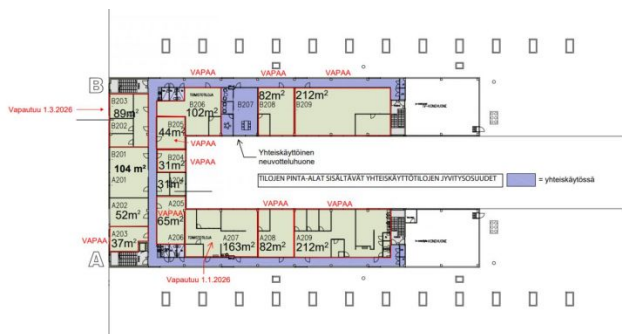 VAPAA
VAPAA
VAPAA
B
B203
Vapautuu 1.3.2026
89m²
B202
B206
102m²
B207
82m²
B208
212m²
B209
B205
44m²
VAPAA
B204
31m²
VAPAA
B201
104 m²
A201
A204
31m²
Yhteiskäyttöinen
neuvotteluhuone
TILOJEN PINTA-ALAT SISÄLTÄVÄT YHTEISKÄYTTÖTILOJEN JYVITYSOSUUDET
= yhteiskäytössä
A202
52m²
A205
VAPAA
65m²
VAPAA
VAPAA
A203
37m²
VAPAA
A206
A207
163m²
A208
82m²
A209
212m²
A
Vapautuu 1.1.2026